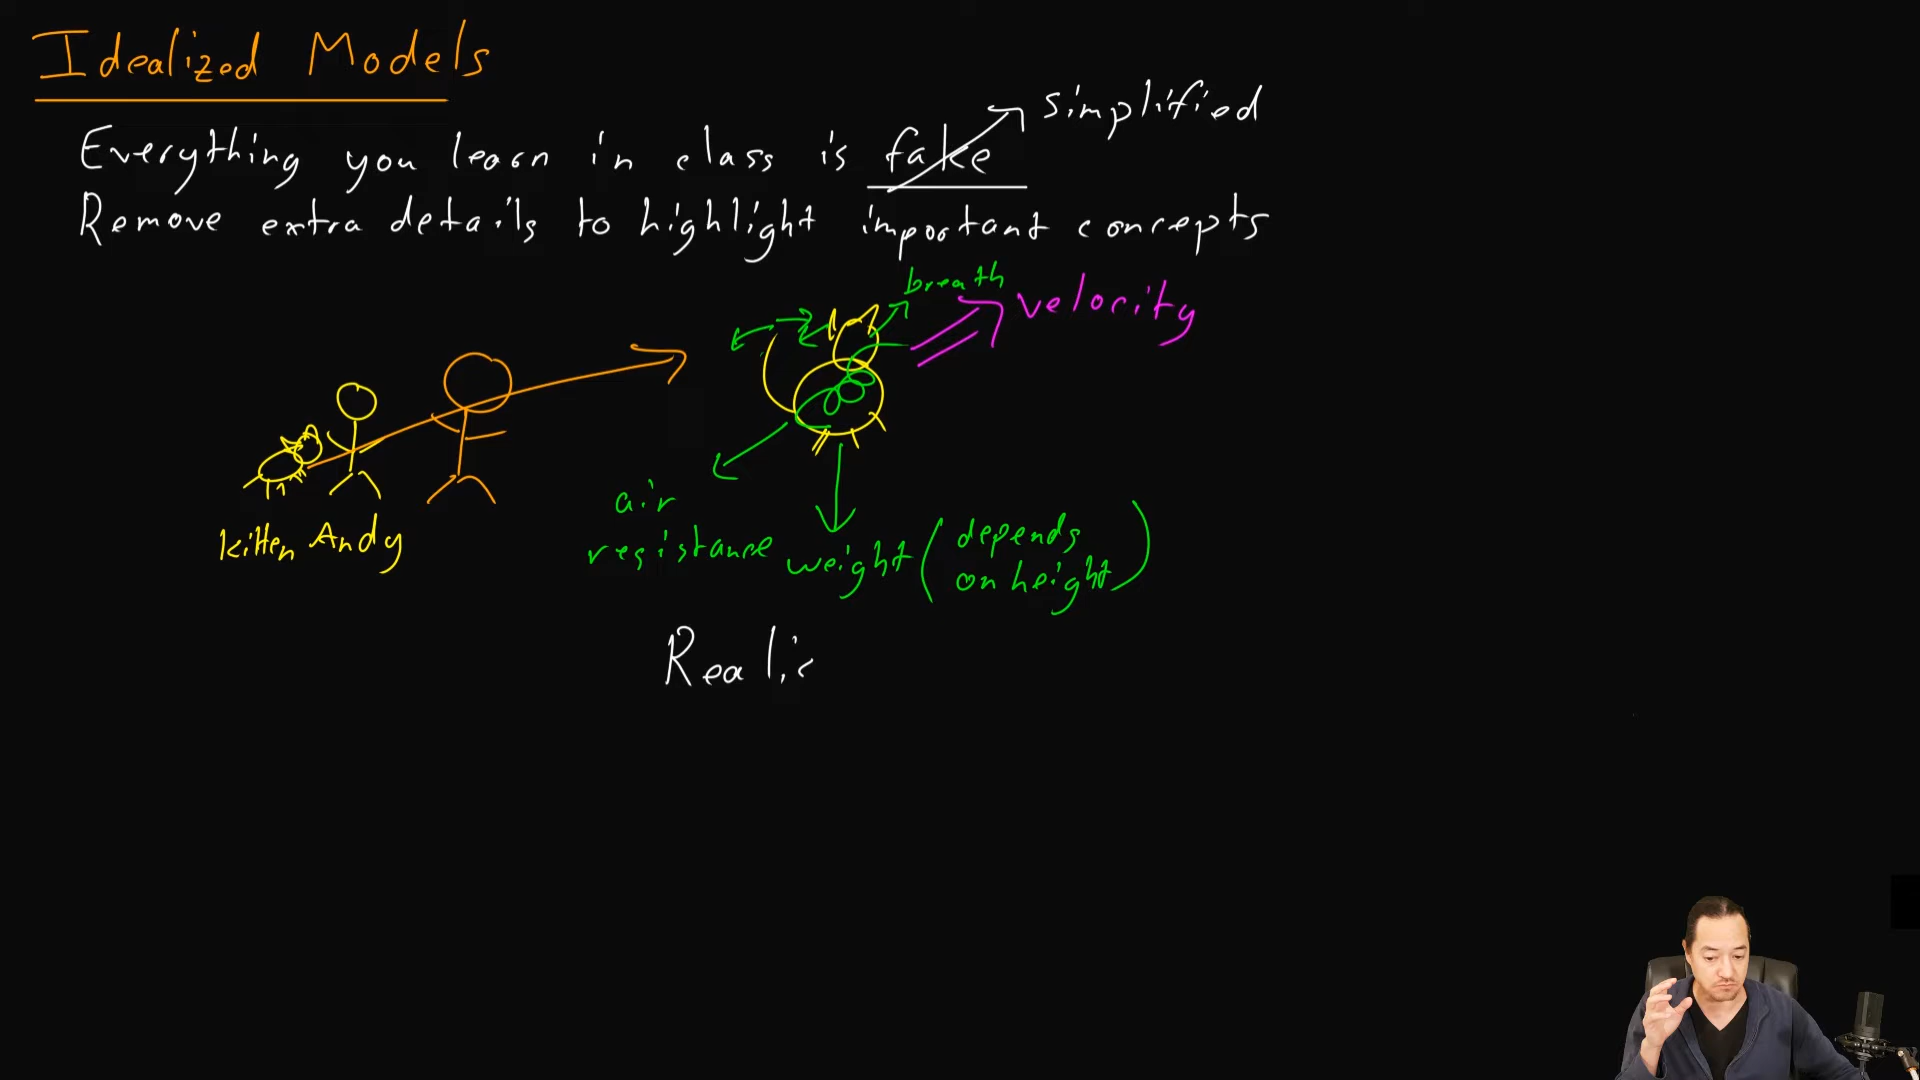 Idealized Models
simplified
Everything you learn in class is fake
Remove extra details to highlight important concepts
breath
velocity
kitten Andy
air
resistance
weight (depends
on height)
Reali